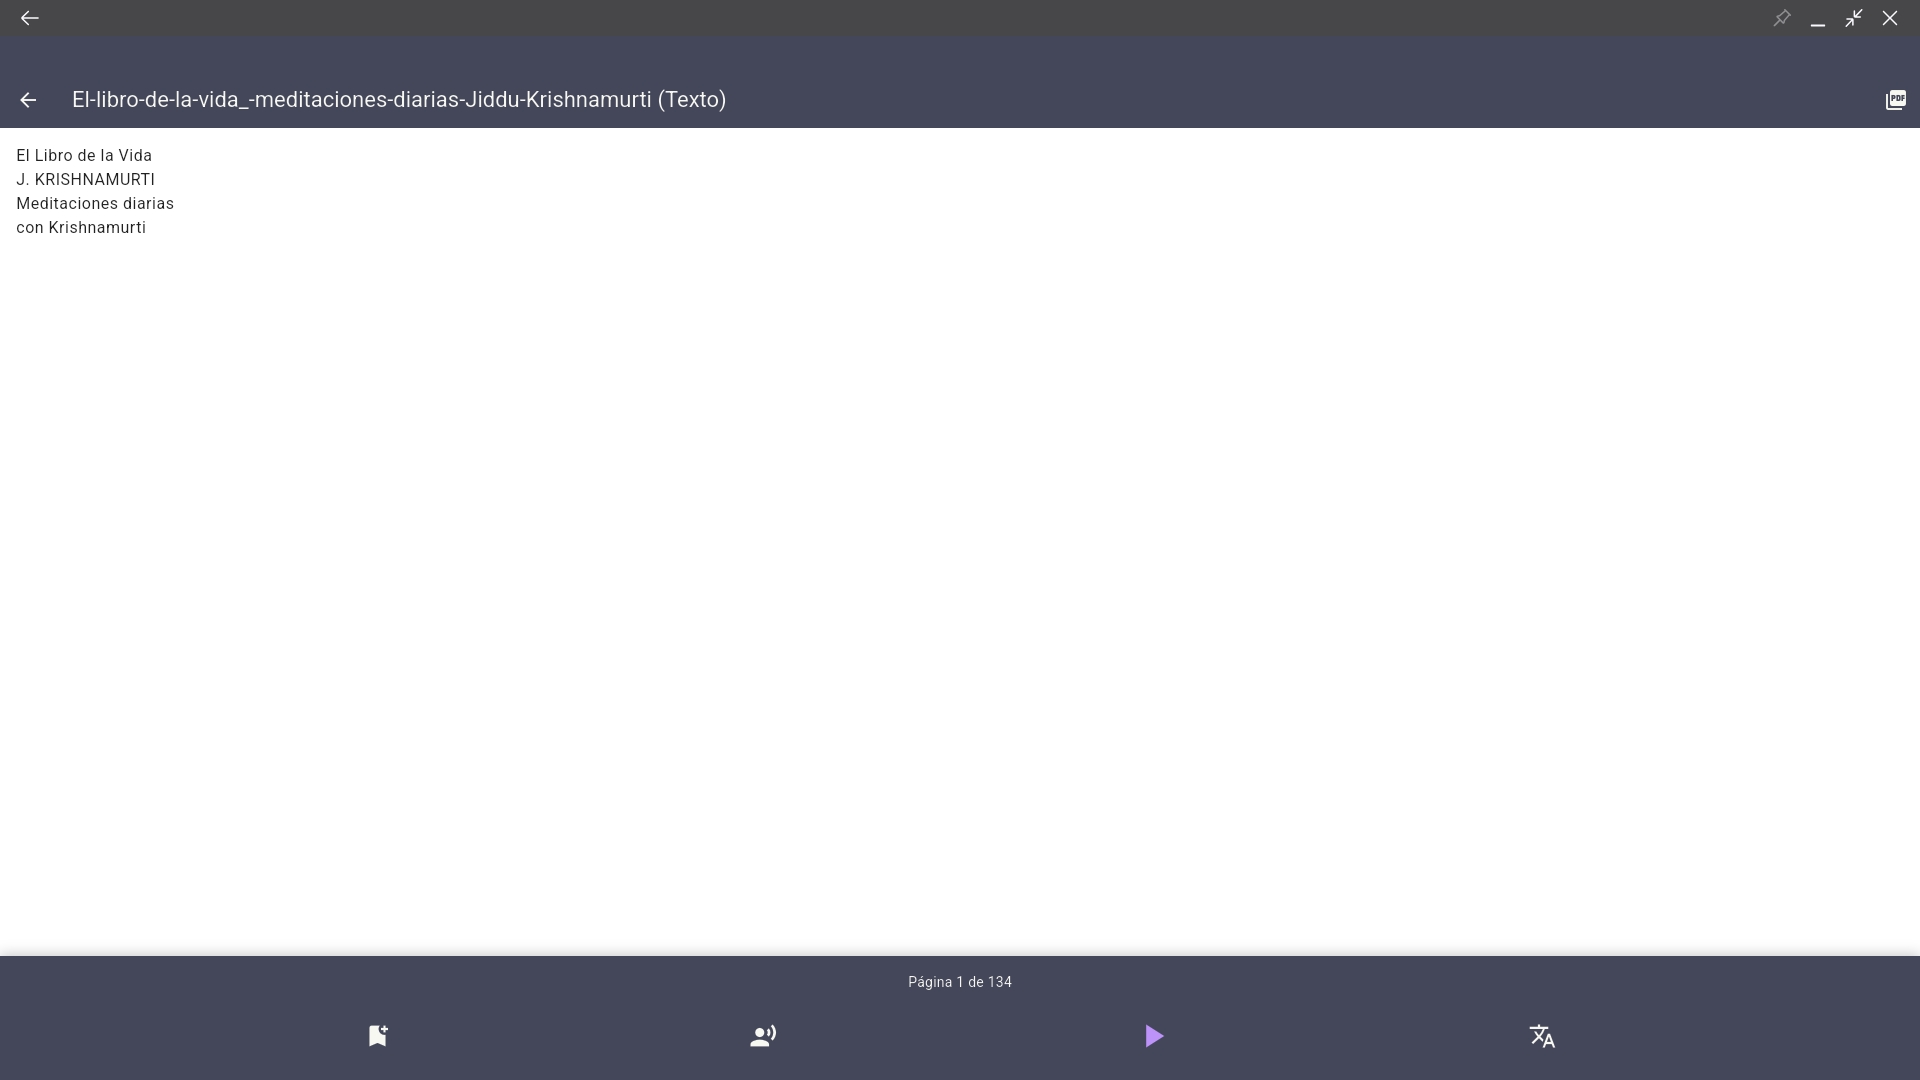 El-libro-de-la-vida_-meditaciones-diarias-Jiddu-Krishnamurti (Texto)
PDF
El Libro de la Vida
J. KRISHNAMURTI
Meditaciones diarias
con Krishnamurti
Página 1 de 134